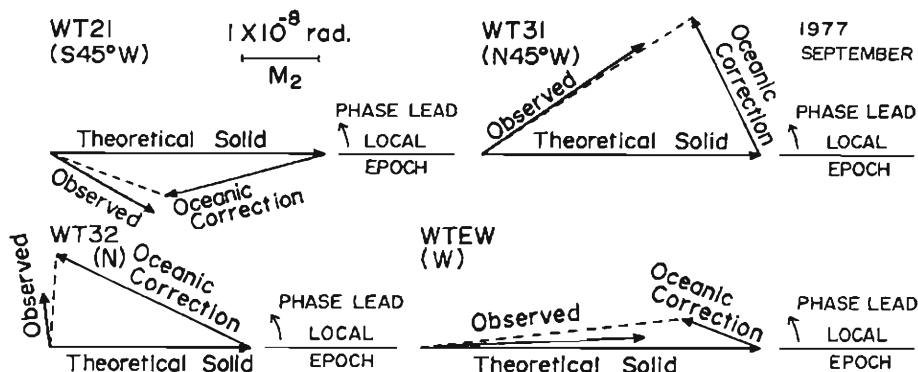 WT21
(S45°W)
1X10⁻⁸ rad.
M₂
PHASE LEAD
LOCAL
EPOCH
Theoretical Solid
Observed
Oceanic
Correction
WT31
(N45°W)
1977
SEPTEMBER
Observed
Oceanic
Correction
PHASE LEAD
LOCAL
EPOCH
Theoretical Solid
WT32
(N)
Oceanic
Correction
Observed
PHASE LEAD
LOCAL
EPOCH
Theoretical Solid
WTEW
(W)
Oceanic
Correction
Observed
PHASE LEAD
LOCAL
EPOCH
Theoretical Solid